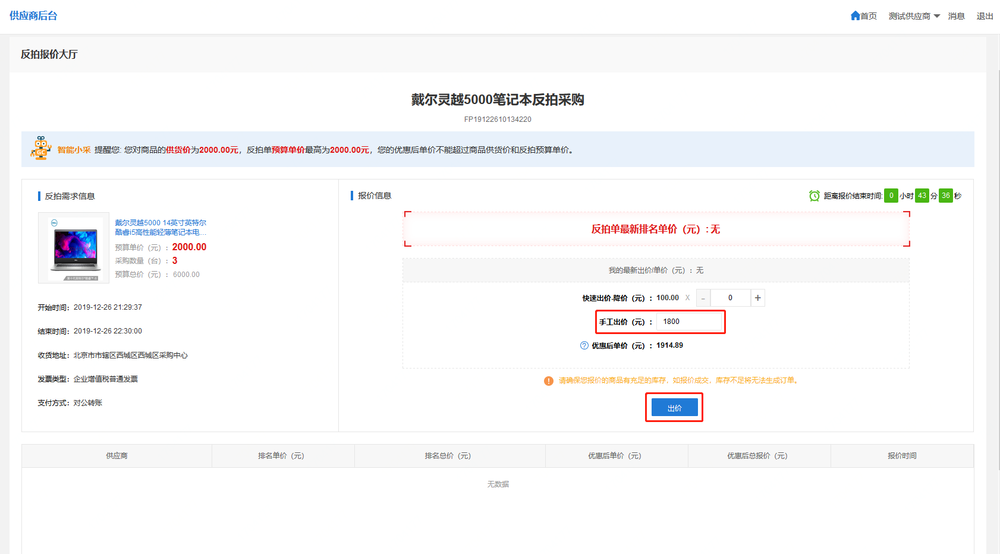 供应商后台
首页 测试供应商 消息 退出
反拍报价大厅
戴尔灵越5000笔记本反拍采购
FP19122610134220
智能小采 提醒您: 您对商品的供货价为2000.00元，反拍单预算单价最高为2000.00元，您的优惠后单价不能超过商品供货价和反拍预算单价。
反拍需求信息
戴尔灵越5000 14英寸英特尔
酷睿i5高性能轻薄笔记本电...
预算单价（元）： 2000.00
采购数量（台）： 3
预算总价（元）： 6000.00
开始时间： 2019-12-26 21:29:37
结束时间： 2019-12-26 22:30:00
收货地址： 北京市市辖区西城区西城区采购中心
发票类型： 企业增值税普通发票
支付方式： 对公转账
报价信息
距离报价结束时间: 0 小时 43 分 36 秒
反拍单最新排名单价（元）: 无
我的最新出价/单价（元）： 无
快速出价-降价（元）： 100.00 X - 0 +
手工出价（元）： 1800
? 优惠后单价（元）： 1914.89
! 请确保您报价的商品有充足的库存，如报价成交，库存不足将无法生成订单。
出价
供应商 排名单价（元） 排名总价（元） 优惠后单价（元） 优惠后总报价（元） 报价时间
无数据